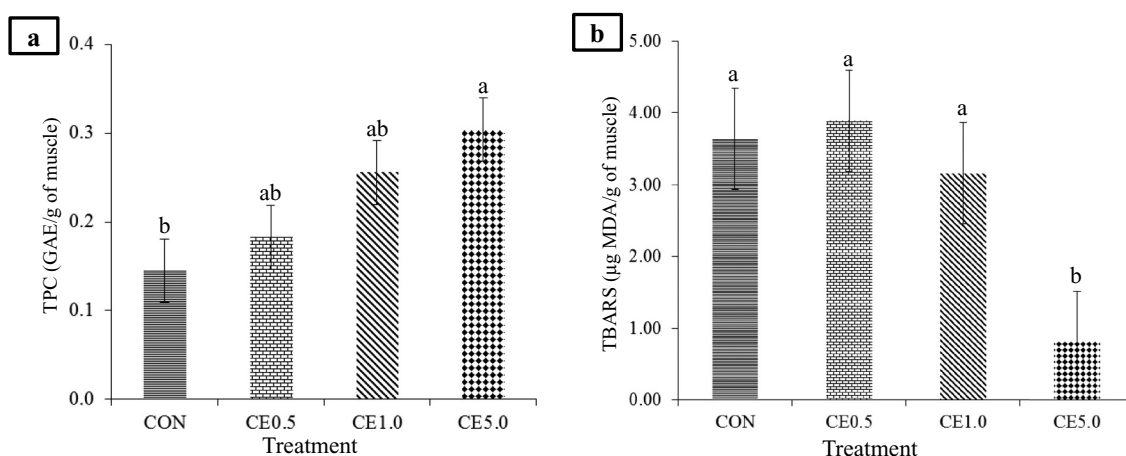 a
TPC (GAE/g of muscle)
0.4
0.3
0.2
0.1
0.0
b
ab
ab
a
CON CE0.5 CE1.0 CE5.0
Treatment
b
TBARS (µg MDA/g of muscle)
5.00
4.00
3.00
2.00
1.00
0.00
a
a
a
b
CON CE0.5 CE1.0 CE5.0
Treatment